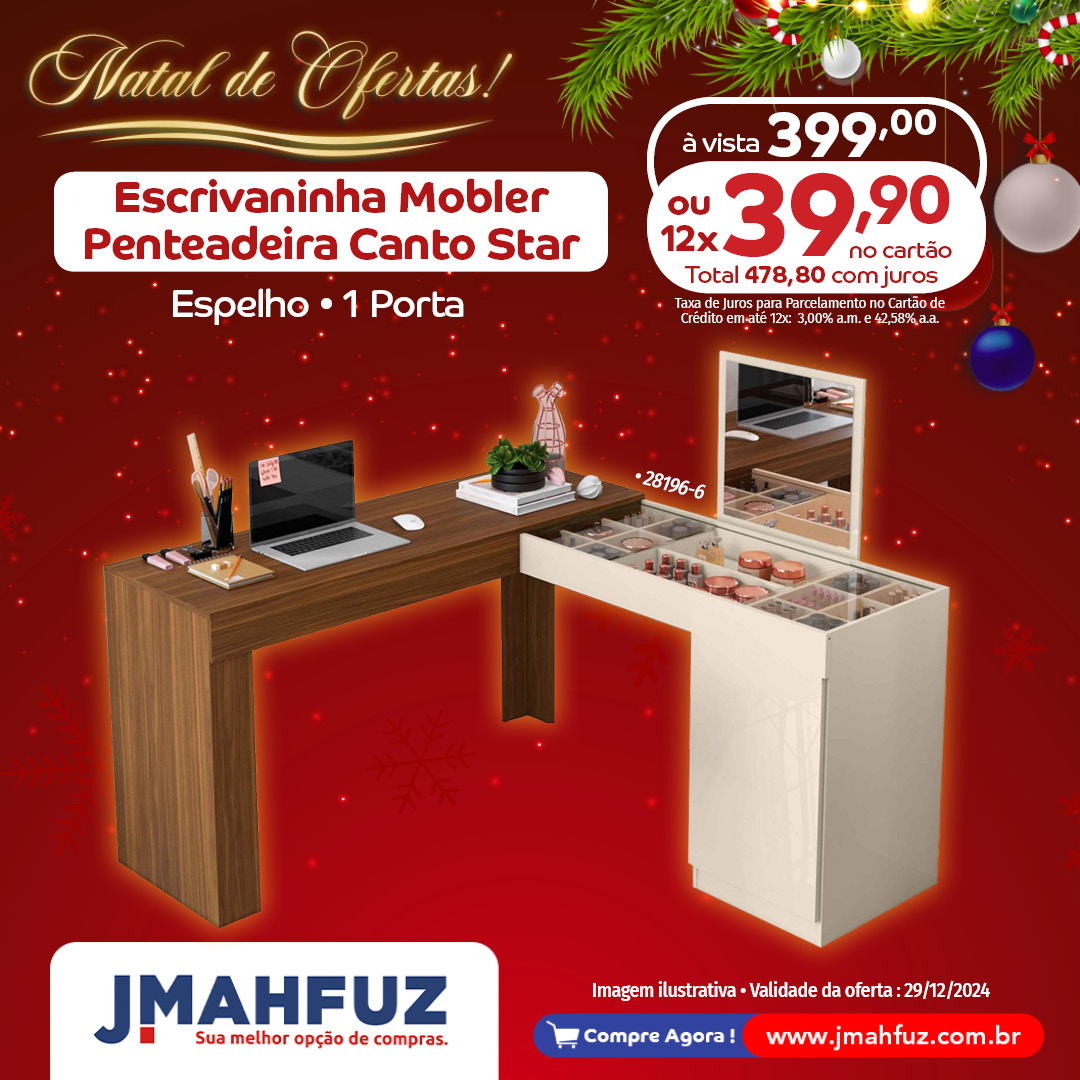 Natal de Ofertas!
à vista 399,00
ou 12x 39,90
no cartão
Total 478,80 com juros
Taxa de Juros para Parcelamento no Cartão de
Crédito em até 12x: 3,00% a.m. e 42,58% a.a.
Escrivaninha Mobler
Penteadeira Canto Star
Espelho • 1 Porta
• 28196-6
JMAHFUZ
Sua melhor opção de compras.
Imagem ilustrativa • Validade da oferta : 29/12/2024
Compre Agora !
www.jmahfuz.com.br